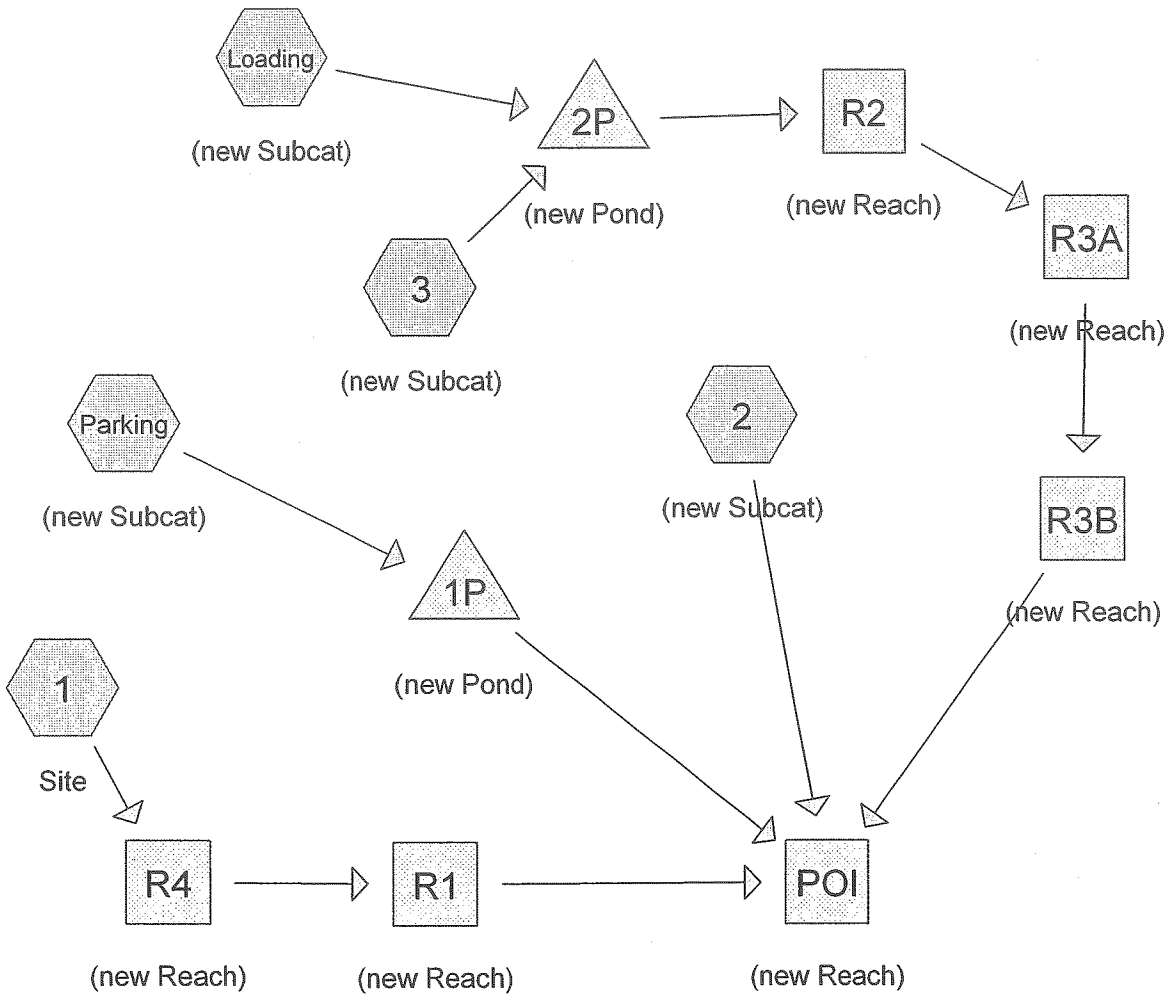 Loading
(new Subcat)
2P
(new Pond)
R2
(new Reach)
R3A
(new Reach)
3
(new Subcat)
Parking
(new Subcat)
2
(new Subcat)
R3B
(new Reach)
1P
(new Pond)
1
Site
R4
(new Reach)
R1
(new Reach)
POI
(new Reach)